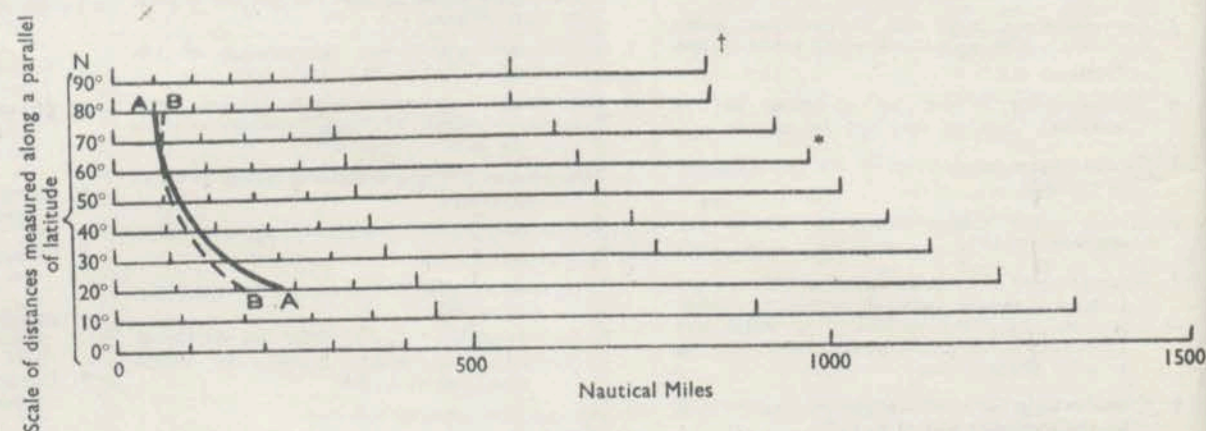 Scale of distances measured along a parallel
of latitude
N
†
90°
A B
80°
70°
*
60°
50°
40°
30°
20°
B A
10°
0°
0 500 1000 1500
Nautical Miles